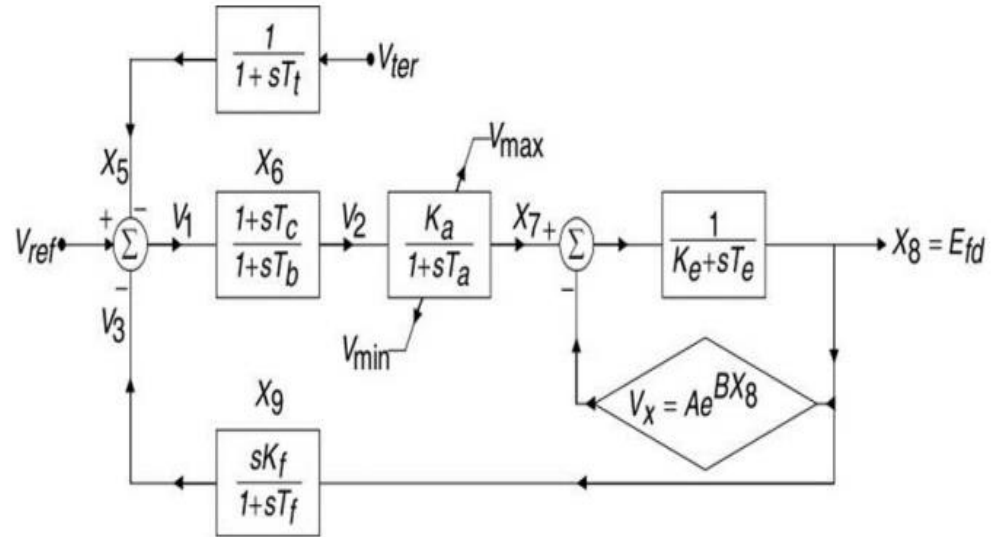 1
1+sT_t
V_ter
X_5
X_6
V_max
+ − V_1
1+sT_c
1+sT_b
V_2
K_a
1+sT_a
X_7 +
1
K_e+sT_e
X_8 = E_fd
V_ref
Σ
Σ
−
−
V_3
V_min
V_x = Ae^BX_8
X_9
sK_f
1+sT_f